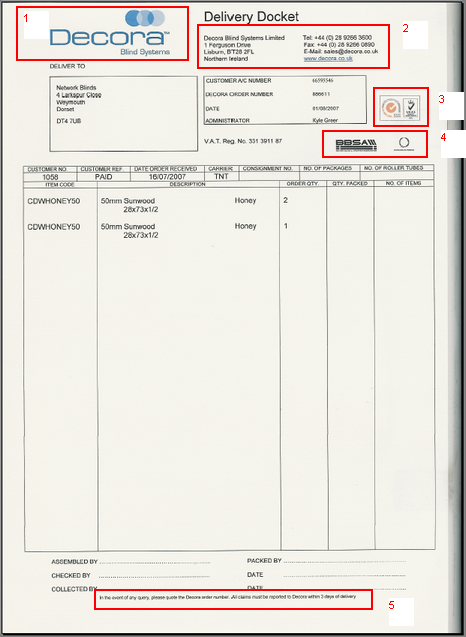 1
Decora™
Blind Systems
Delivery Docket
2
Decora Blind Systems Limited
1 Ferguson Drive
Lisburn, BT28 2FL
Northern Ireland
Tel: +44 (0) 28 9266 3600
Fax: +44 (0) 28 9266 0890
E-Mail: sales@decora.co.uk
www.decora.co.uk
DELIVER TO
Network Blinds
4 Larkspur Close
Weymouth
Dorset
DT4 7UB
CUSTOMER A/C NUMBER
DECORA ORDER NUMBER
DATE 01/08/2007
ADMINISTRATOR Kyle Greer
3
4
V.A.T. Reg. No. 331 3911 87
BBSA
CUSTOMER NO. CUSTOMER REF. DATE ORDER RECEIVED CARRIER CONSIGNMENT NO. NO. OF PACKAGES NO. OF ROLLER TUBES
1058 PAID 16/07/2007 TNT
ITEM CODE DESCRIPTION ORDER QTY. QTY. PACKED NO. OF ITEMS
CDWHONEY50 50mm Sunwood Honey 2
28x73x1/2
CDWHONEY50 50mm Sunwood Honey 1
28x73x1/2
ASSEMBLED BY PACKED BY
CHECKED BY DATE
COLLECTED BY DATE
In the event of any query, please quote the Decora order number. All claims must be reported to Decora within 3 days of delivery
5